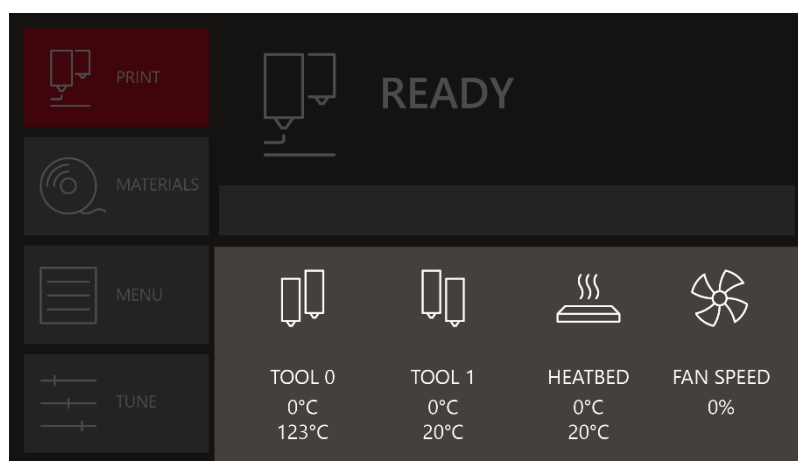 PRINT
READY
MATERIALS
MENU
TUNE
TOOL 0
0°C
123°C
TOOL 1
0°C
20°C
HEATBED
0°C
20°C
FAN SPEED
0%